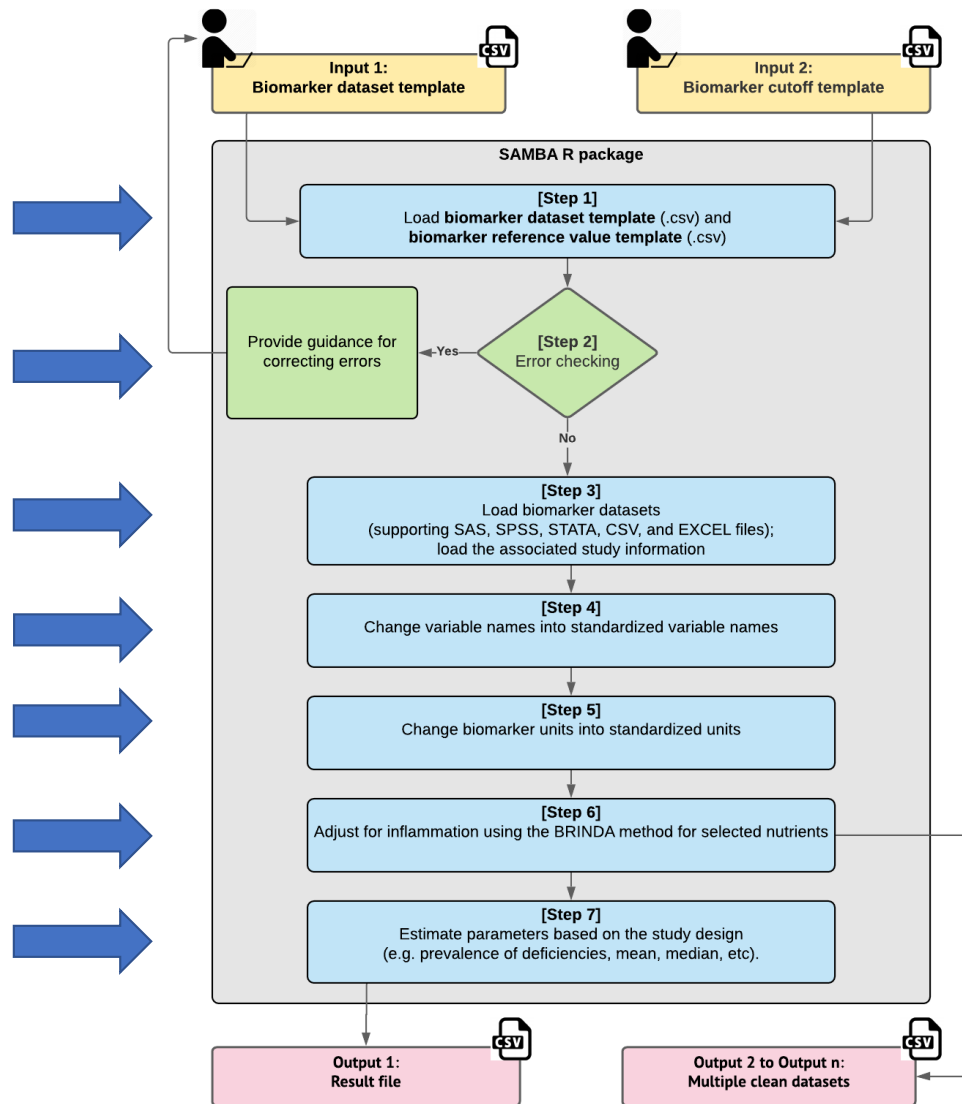 CSV
CSV
Input 1:
Biomarker dataset template
Input 2:
Biomarker cutoff template
SAMBA R package
[Step 1]
Load biomarker dataset template (.csv) and
biomarker reference value template (.csv)
Provide guidance for
correcting errors
Yes
[Step 2]
Error checking
No
[Step 3]
Load biomarker datasets
(supporting SAS, SPSS, STATA, CSV, and EXCEL files);
load the associated study information
[Step 4]
Change variable names into standardized variable names
[Step 5]
Change biomarker units into standardized units
[Step 6]
Adjust for inflammation using the BRINDA method for selected nutrients
[Step 7]
Estimate parameters based on the study design
(e.g. prevalence of deficiencies, mean, median, etc).
CSV
CSV
Output 1:
Result file
Output 2 to Output n:
Multiple clean datasets